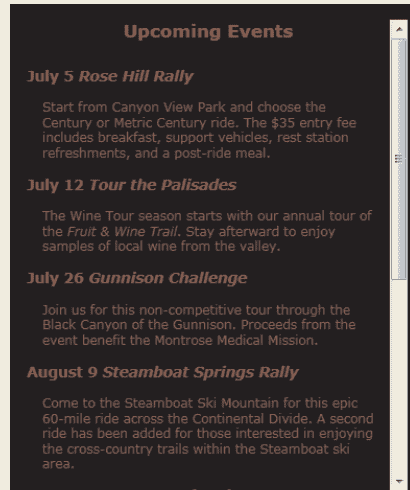 Upcoming Events
July 5 Rose Hill Rally
Start from Canyon View Park and choose the
Century or Metric Century ride. The $35 entry fee
includes breakfast, support vehicles, rest station
refreshments, and a post-ride meal.
July 12 Tour the Palisades
The Wine Tour season starts with our annual tour of
the Fruit & Wine Trail. Stay afterward to enjoy
samples of local wine from the valley.
July 26 Gunnison Challenge
Join us for this non-competitive tour through the
Black Canyon of the Gunnison. Proceeds from the
event benefit the Montrose Medical Mission.
August 9 Steamboat Springs Rally
Come to the Steamboat Ski Mountain for this epic
60-mile ride across the Continental Divide. A second
ride has been added for those interested in enjoying
the cross-country trails within the Steamboat ski
area.